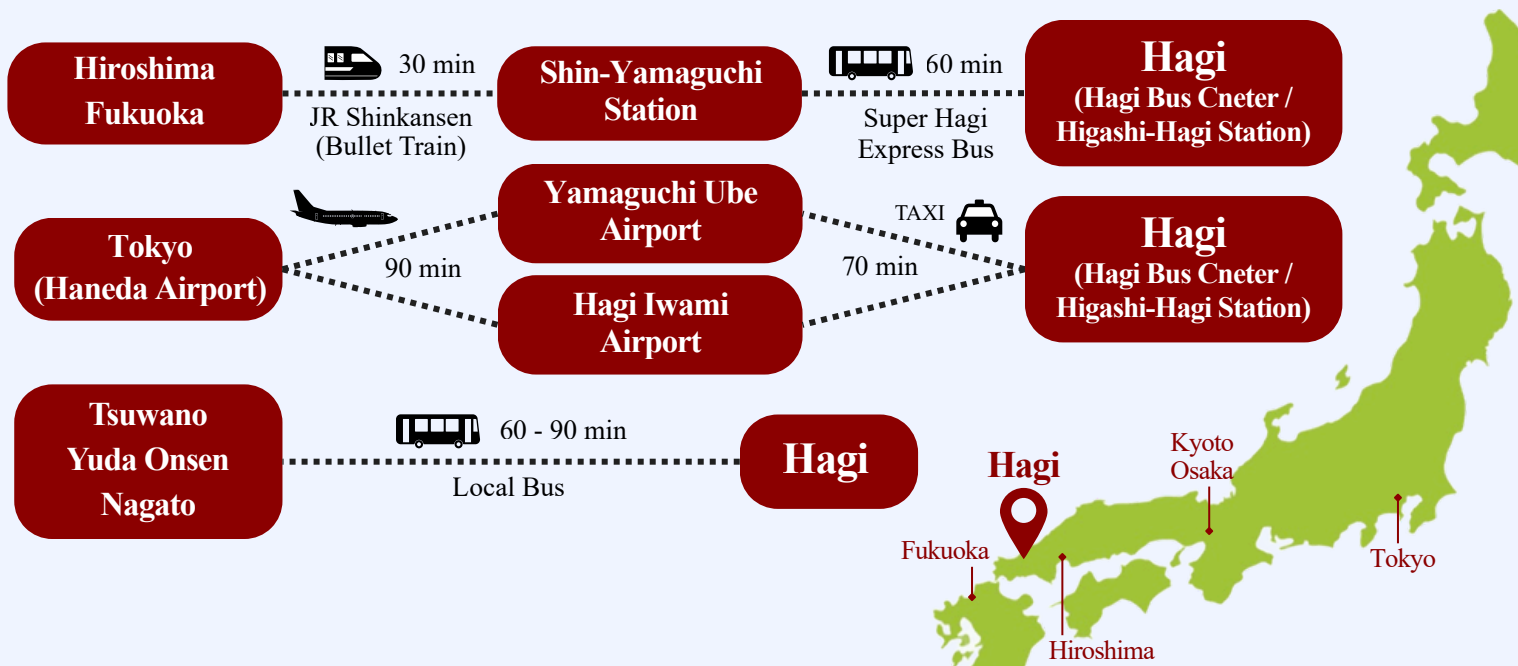 Hiroshima
Fukuoka
30 min
JR Shinkansen
(Bullet Train)
Shin-Yamaguchi
Station
60 min
Super Hagi
Express Bus
Hagi
(Hagi Bus Cneter /
Higashi-Hagi Station)
Tokyo
(Haneda Airport)
90 min
Yamaguchi Ube
Airport
Hagi Iwami
Airport
TAXI
70 min
Hagi
(Hagi Bus Cneter /
Higashi-Hagi Station)
Tsuwano
Yuda Onsen
Nagato
60 - 90 min
Local Bus
Hagi
Hagi
Kyoto
Osaka
Fukuoka
Tokyo
Hiroshima